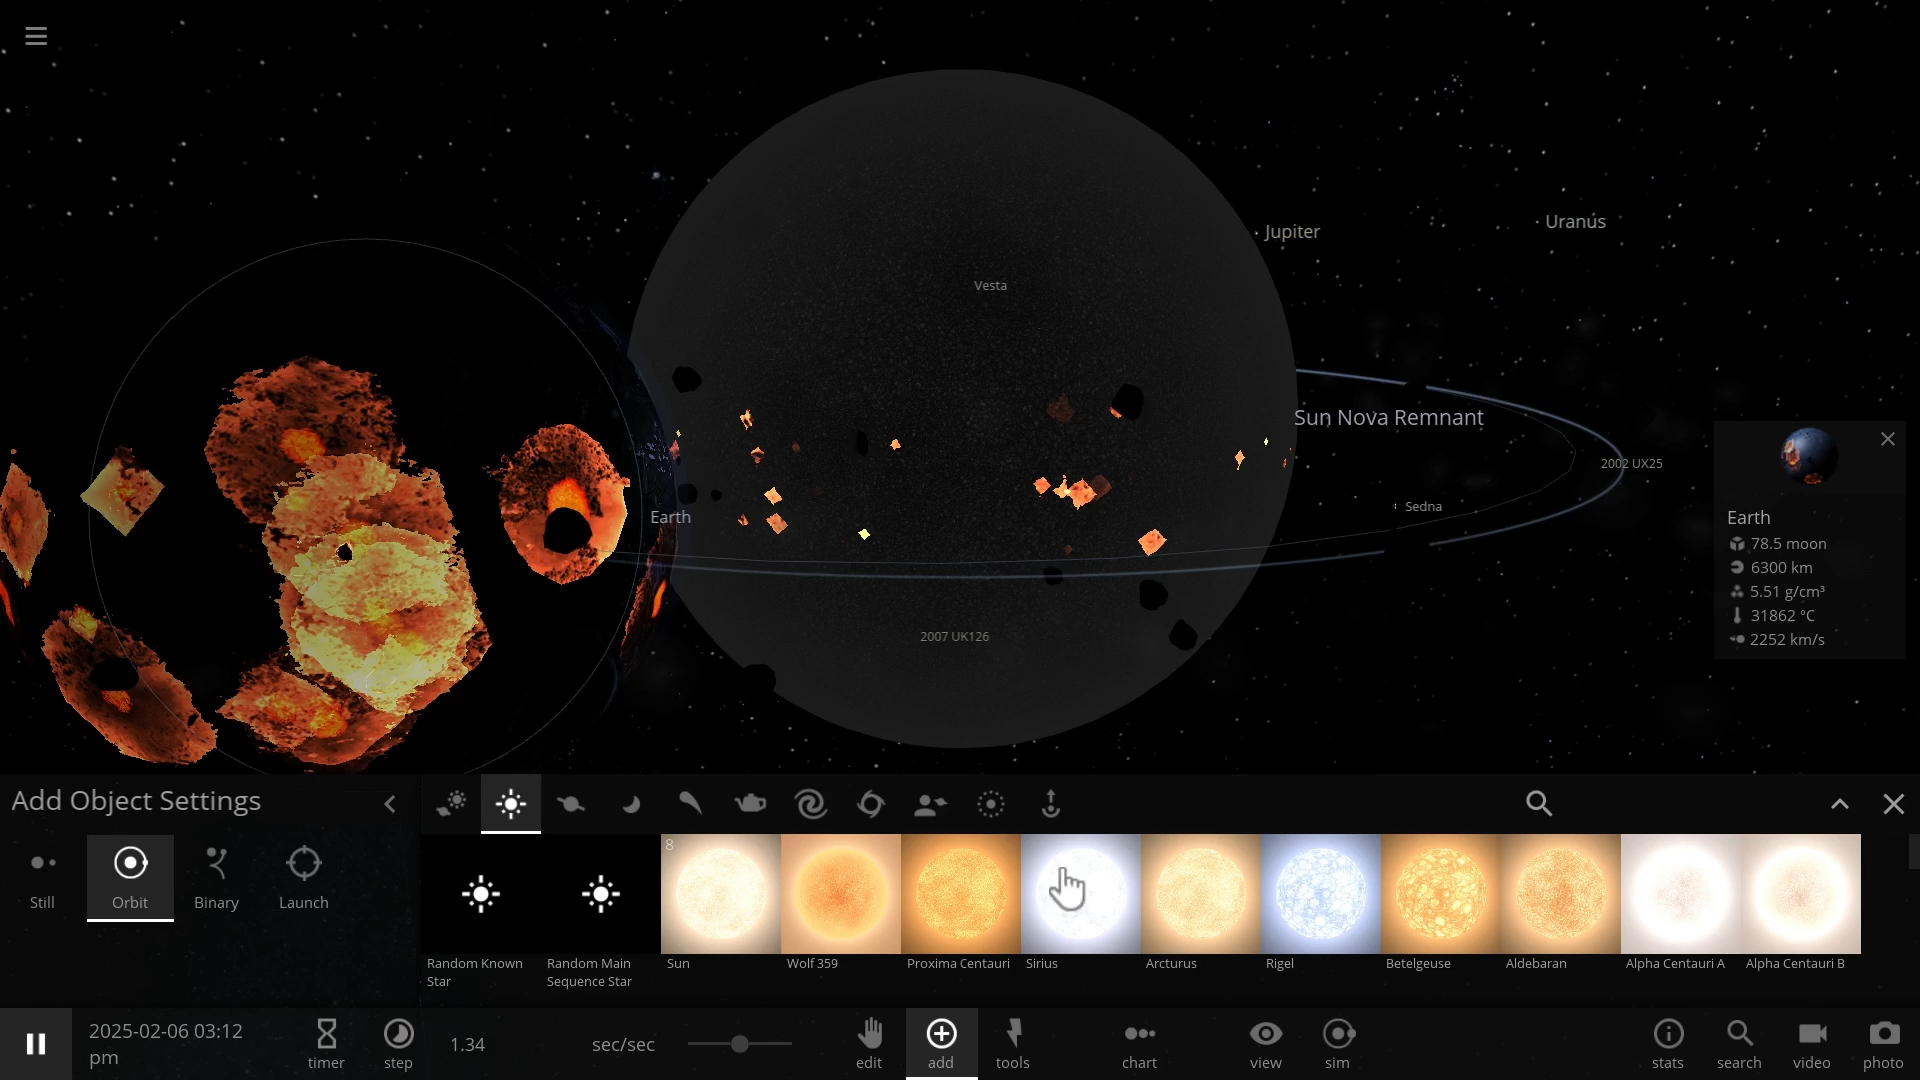 Jupiter
Uranus
Vesta
Sun Nova Remnant
2002 UX25
Sedna
Earth
2007 UK126
Earth
78.5 moon
6300 km
5.51 g/cm³
31862 °C
2252 km/s
Add Object Settings
Still
Orbit
Binary
Launch
8
Random Known
Star
Random Main
Sequence Star
Sun
Wolf 359
Proxima Centauri
Sirius
Arcturus
Rigel
Betelgeuse
Aldebaran
Alpha Centauri A
Alpha Centauri B
2025-02-06 03:12
pm
timer
step
1.34
sec/sec
edit
add
tools
chart
view
sim
stats
search
video
photo